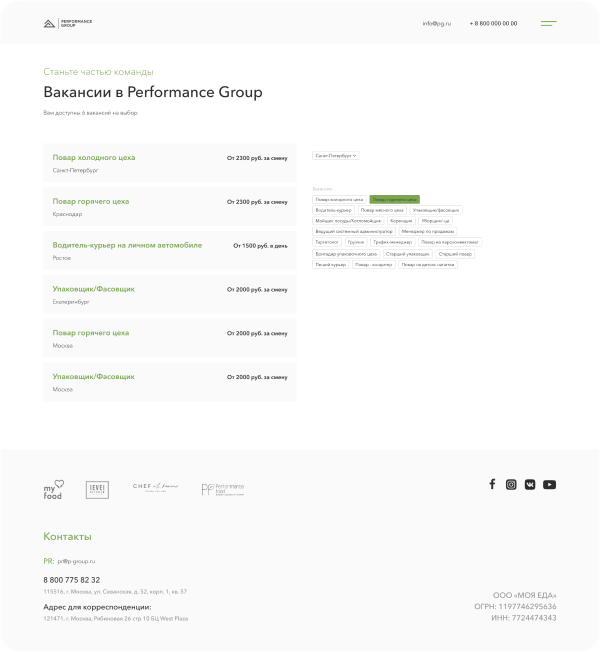 PERFORMANCE
GROUP
info@pg.ru
+ 8 800 000 00 00
Станьте частью команды
Вакансии в Performance Group
Вам доступны 6 вакансий на выбор
Повар холодного цеха
От 2300 руб. за смену
Санкт-Петербург
Повар горячего цеха
От 2300 руб. за смену
Краснодар
Водитель-курьер на личном автомобиле
От 1500 руб. в день
Ростов
Упаковщик/Фасовщик
От 2000 руб. за смену
Екатеринбург
Повар горячего цеха
От 2000 руб. за смену
Москва
Упаковщик/Фасовщик
От 2000 руб. за смену
Москва
Санкт-Петербург
Вакансии
Повар холодного цеха Повар горячего цеха
Водитель-курьер Повар мясного цеха Упаковщик/фасовщик
Мойщик посуды/Котломойщик Кореnщик Уборщик/-ца
Ведущий системный администратор Менеджер по продажам
Таргетолог Грузчик График-менеджер Повар на пароконвектомат
Бригадир упаковочного цеха Старший упаковщик Старший повар
Пеший курьер Повар - кондитер Повар на детское питание
my
food
LEVEL
KITCHEN
CHEF at home
Performance
food
Контакты
PR: pr@p-group.ru
8 800 775 82 32
115516, г. Москва, ул. Севанская, д. 52, корп. 1, кв. 57
Адрес для корреспонденции:
121471, г. Москва, Рябиновая 26 стр 10 БЦ West Plaza
ООО «МОЯ ЕДА»
ОГРН: 1197746295636
ИНН: 7724474343